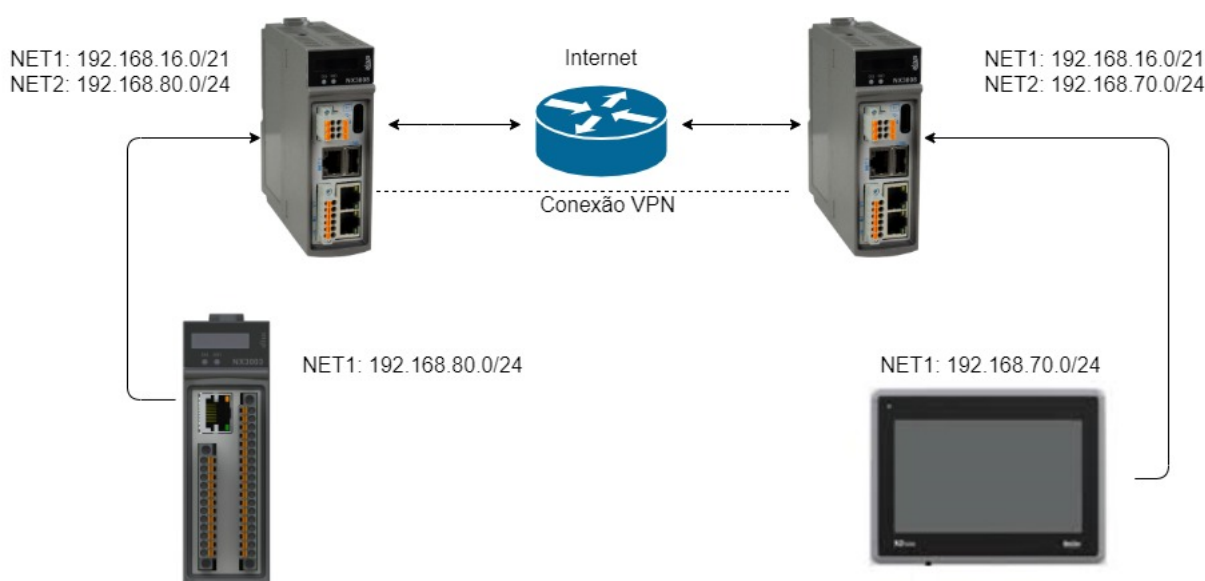 NET1: 192.168.16.0/21
NET2: 192.168.80.0/24
Internet
NET1: 192.168.16.0/21
NET2: 192.168.70.0/24
Conexão VPN
NET1: 192.168.80.0/24
NET1: 192.168.70.0/24
NX3003